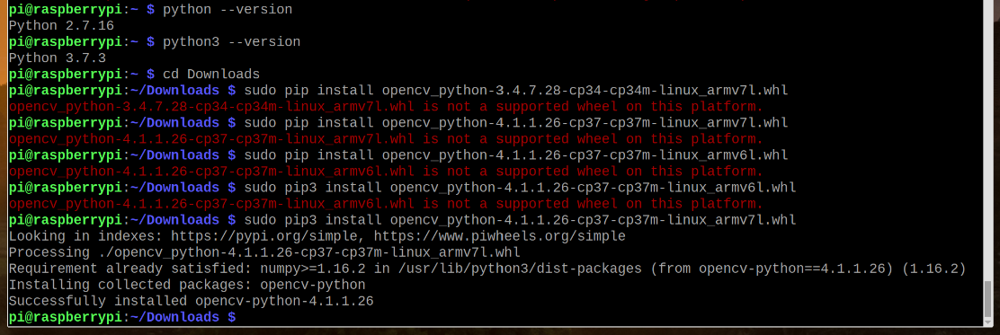 pi@raspberrypi:~ $ python --version
Python 2.7.16
pi@raspberrypi:~ $ python3 --version
Python 3.7.3
pi@raspberrypi:~ $ cd Downloads
pi@raspberrypi:~/Downloads $ sudo pip install opencv_python-3.4.7.28-cp34-cp34m-linux_armv7l.whl
opencv_python-3.4.7.28-cp34-cp34m-linux_armv7l.whl is not a supported wheel on this platform.
pi@raspberrypi:~/Downloads $ sudo pip install opencv_python-4.1.1.26-cp37-cp37m-linux_armv7l.whl
opencv_python-4.1.1.26-cp37-cp37m-linux_armv7l.whl is not a supported wheel on this platform.
pi@raspberrypi:~/Downloads $ sudo pip install opencv_python-4.1.1.26-cp37-cp37m-linux_armv6l.whl
opencv_python-4.1.1.26-cp37-cp37m-linux_armv6l.whl is not a supported wheel on this platform.
pi@raspberrypi:~/Downloads $ sudo pip3 install opencv_python-4.1.1.26-cp37-cp37m-linux_armv6l.whl
opencv_python-4.1.1.26-cp37-cp37m-linux_armv6l.whl is not a supported wheel on this platform.
pi@raspberrypi:~/Downloads $ sudo pip3 install opencv_python-4.1.1.26-cp37-cp37m-linux_armv7l.whl
Looking in indexes: https://pypi.org/simple, https://www.piwheels.org/simple
Processing ./opencv_python-4.1.1.26-cp37-cp37m-linux_armv7l.whl
Requirement already satisfied: numpy>=1.16.2 in /usr/lib/python3/dist-packages (from opencv-python==4.1.1.26) (1.16.2)
Installing collected packages: opencv-python
Successfully installed opencv-python-4.1.1.26
pi@raspberrypi:~/Downloads $